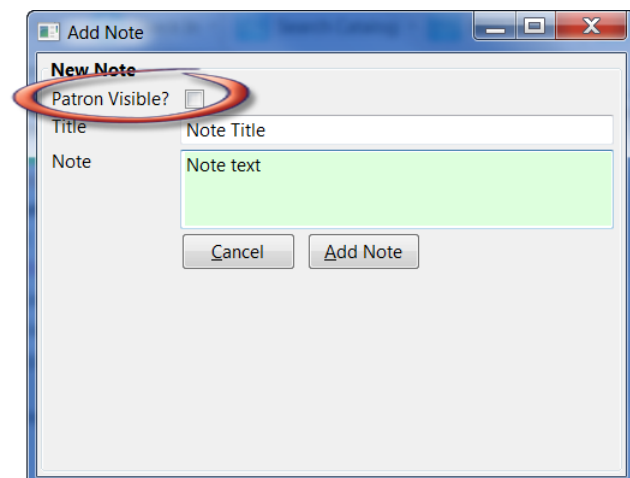 Add Note
New Note
Patron Visible?
Title Note Title
Note Note text
Cancel Add Note